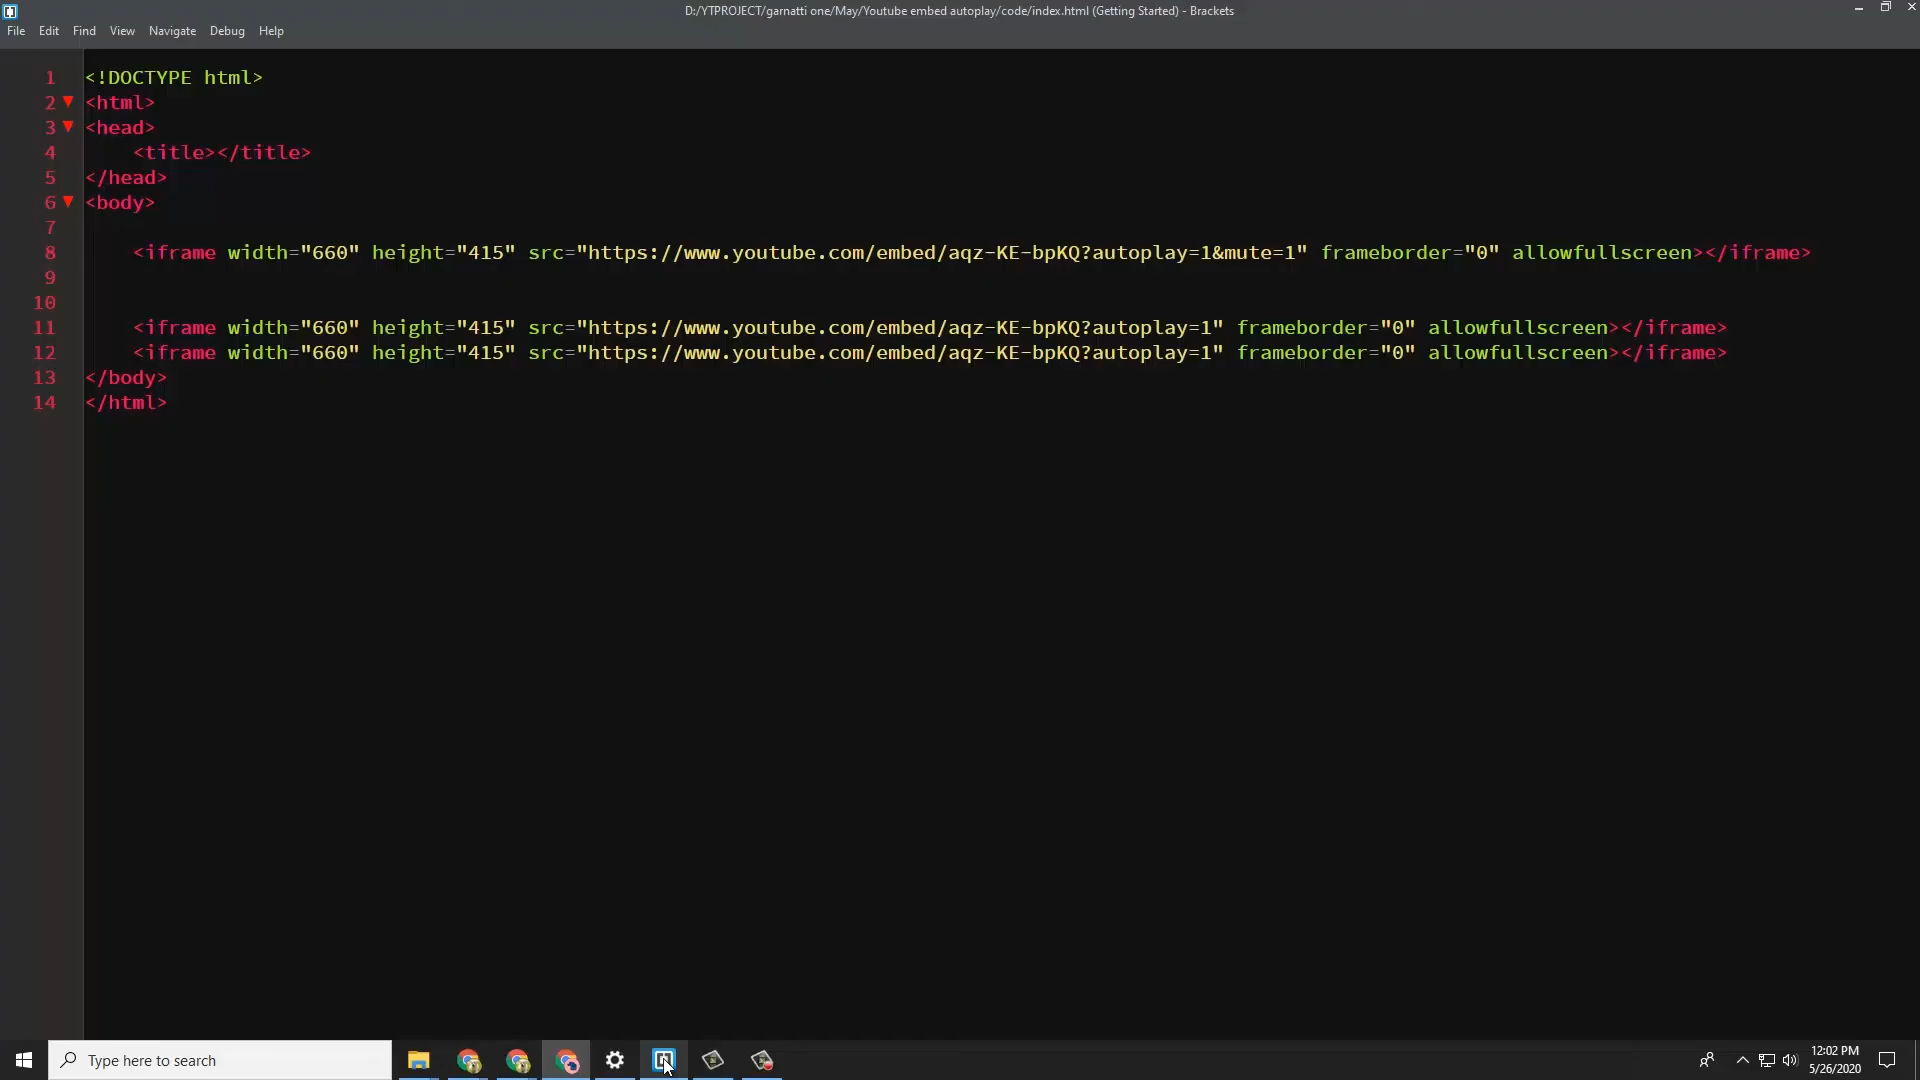 D:/YTPROJECT/garnatti one/May/Youtube embed autoplay/code/index.html (Getting Started) - Brackets
File Edit Find View Navigate Debug Help
1 <!DOCTYPE html>
2 <html>
3 <head>
4 <title></title>
5 </head>
6 <body>
7
8 <iframe width="660" height="415" src="https://www.youtube.com/embed/aqz-KE-bpKQ?autoplay=1&mute=1" frameborder="0" allowfullscreen></iframe>
9
10
11 <iframe width="660" height="415" src="https://www.youtube.com/embed/aqz-KE-bpKQ?autoplay=1" frameborder="0" allowfullscreen></iframe>
12 <iframe width="660" height="415" src="https://www.youtube.com/embed/aqz-KE-bpKQ?autoplay=1" frameborder="0" allowfullscreen></iframe>
13 </body>
14 </html>
Type here to search
12:02 PM
5/26/2020